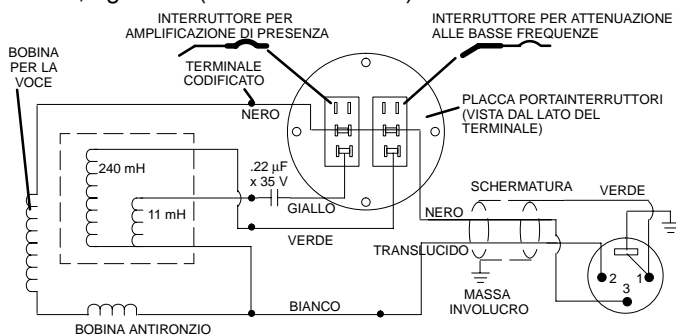 INTERRUTTORE PER
AMPLIFICAZIONE DI PRESENZA
INTERRUTTORE PER ATTENUAZIONE
ALLE BASSE FREQUENZE
BOBINA
PER LA
VOCE
TERMINALE
CODIFICATO
NERO
PLACCA PORTAINTERRUTTORI
(VISTA DAL LATO DEL
TERMINALE)
240 mH
11 mH
.22 µF
x 35 V
GIALLO
VERDE
SCHERMATURA
VERDE
NERO
TRANSLUCIDO
MASSA
INVOLUCRO
2
1
3
BIANCO
BOBINA ANTIRONZIO